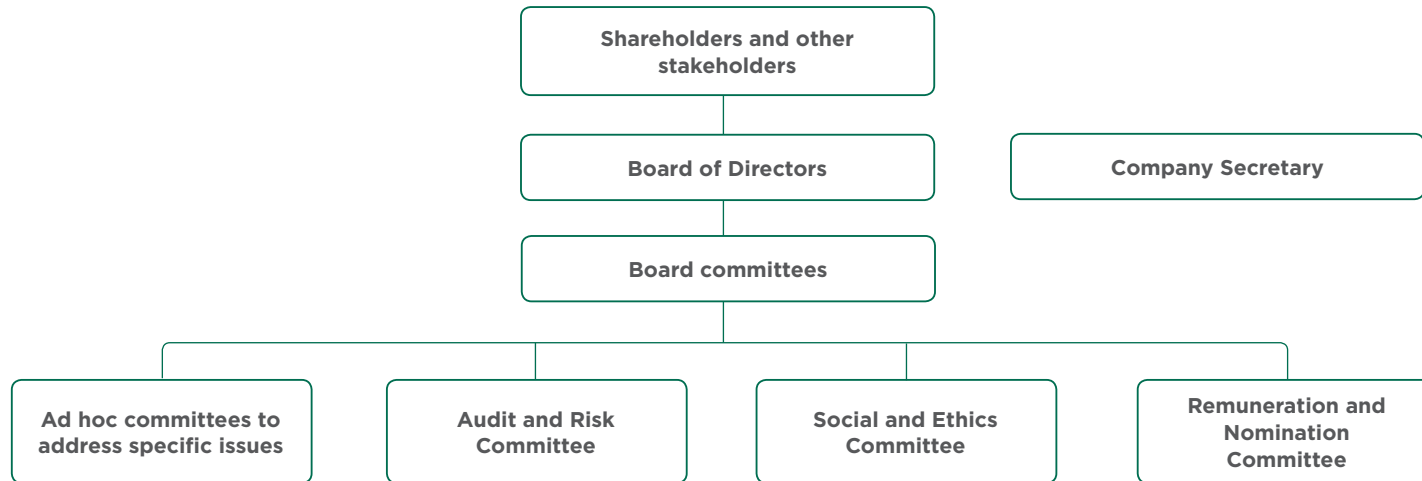 Shareholders and other
stakeholders
Board of Directors
Company Secretary
Board committees
Ad hoc committees to
address specific issues
Audit and Risk
Committee
Social and Ethics
Committee
Remuneration and
Nomination
Committee